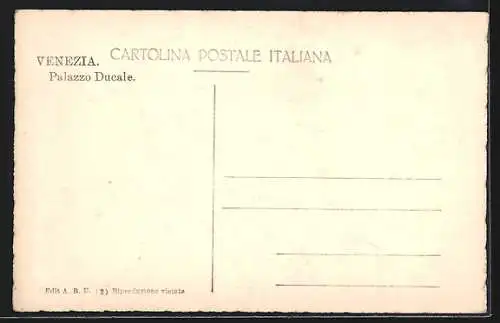 CARTOLINA POSTALE ITALIANA
VENEZIA.
Palazzo Ducale.
Edit A. B. U. (2) Riproduzione vietata